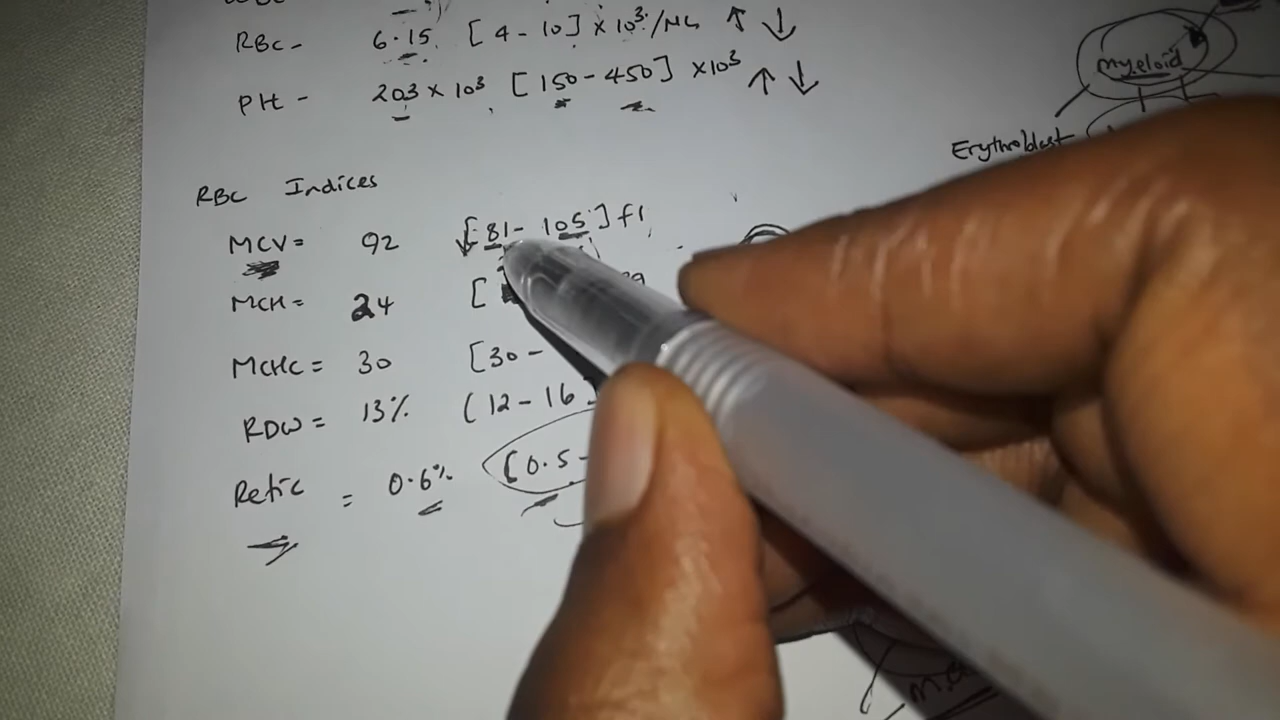 RBC - 6.15 [4 - 10] × 10³/ML ↑ ↓
Plt - 203 × 10³ [150 - 450] × 10³ ↑ ↓
myeloid
Erythroblast
RBC Indices
MCV = 92 ↓[81 - 105] fl
MCH = 24 [
MCHC = 30 [30 -
RDW = 13% (12 - 16
Retic = 0.6% [0.5 -